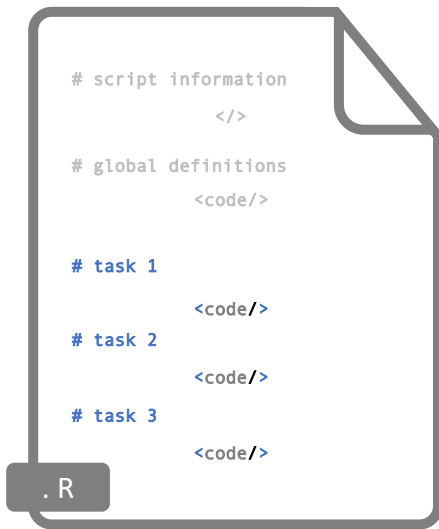 # script information
</>
# global definitions
<code/>
# task 1
<code/>
# task 2
<code/>
# task 3
<code/>
.R